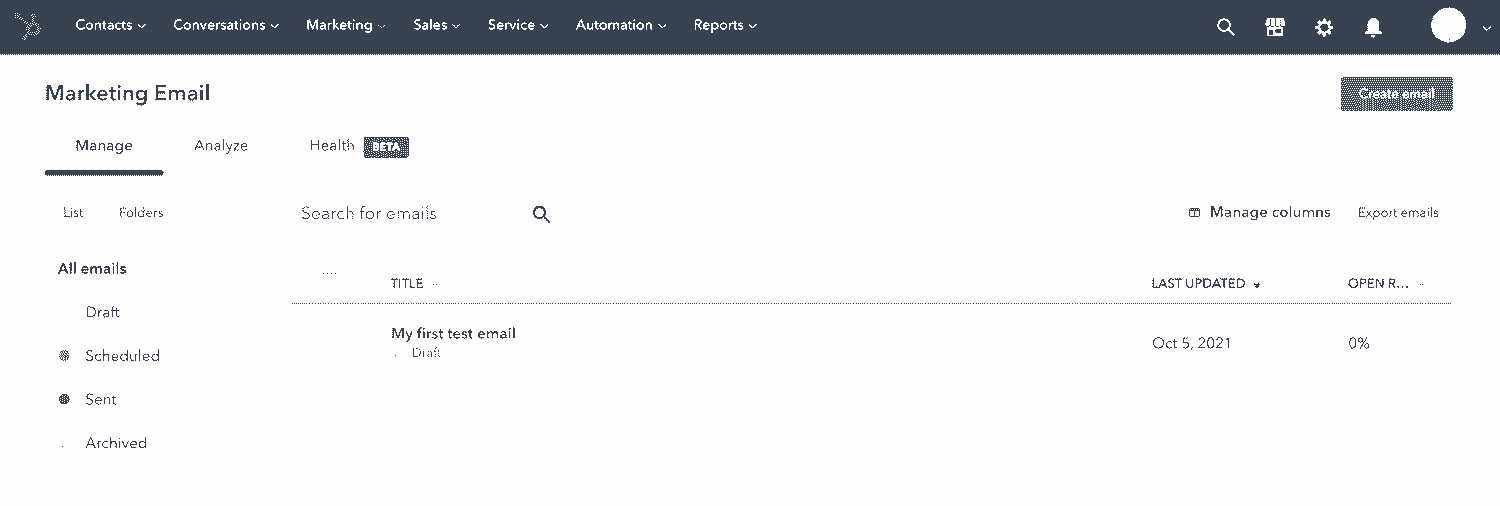 Contacts Conversations Marketing Sales Service Automation Reports
Marketing Email
Create email
Manage Analyze Health BETA
List Folders Search for emails Manage columns Export emails
All emails
TITLE LAST UPDATED OPEN R...
Draft
My first test email
Draft
Oct 5, 2021 0%
Scheduled
Sent
Archived